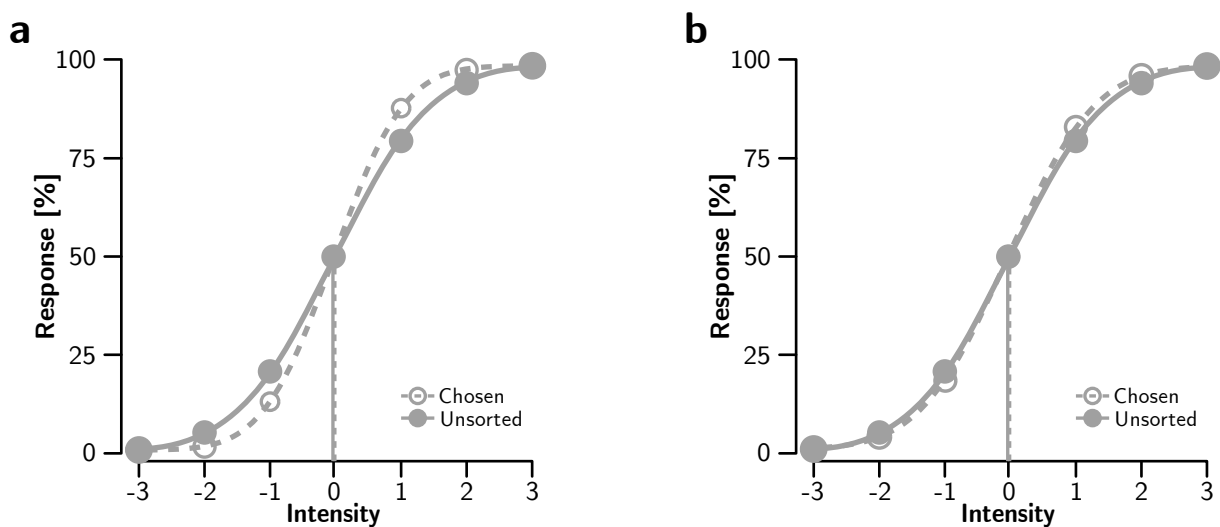 a
100
75
50
25
0
Response [%]
Chosen
Unsorted
-3 -2 -1 0 1 2 3
Intensity
b
100
75
50
25
0
Response [%]
Chosen
Unsorted
-3 -2 -1 0 1 2 3
Intensity